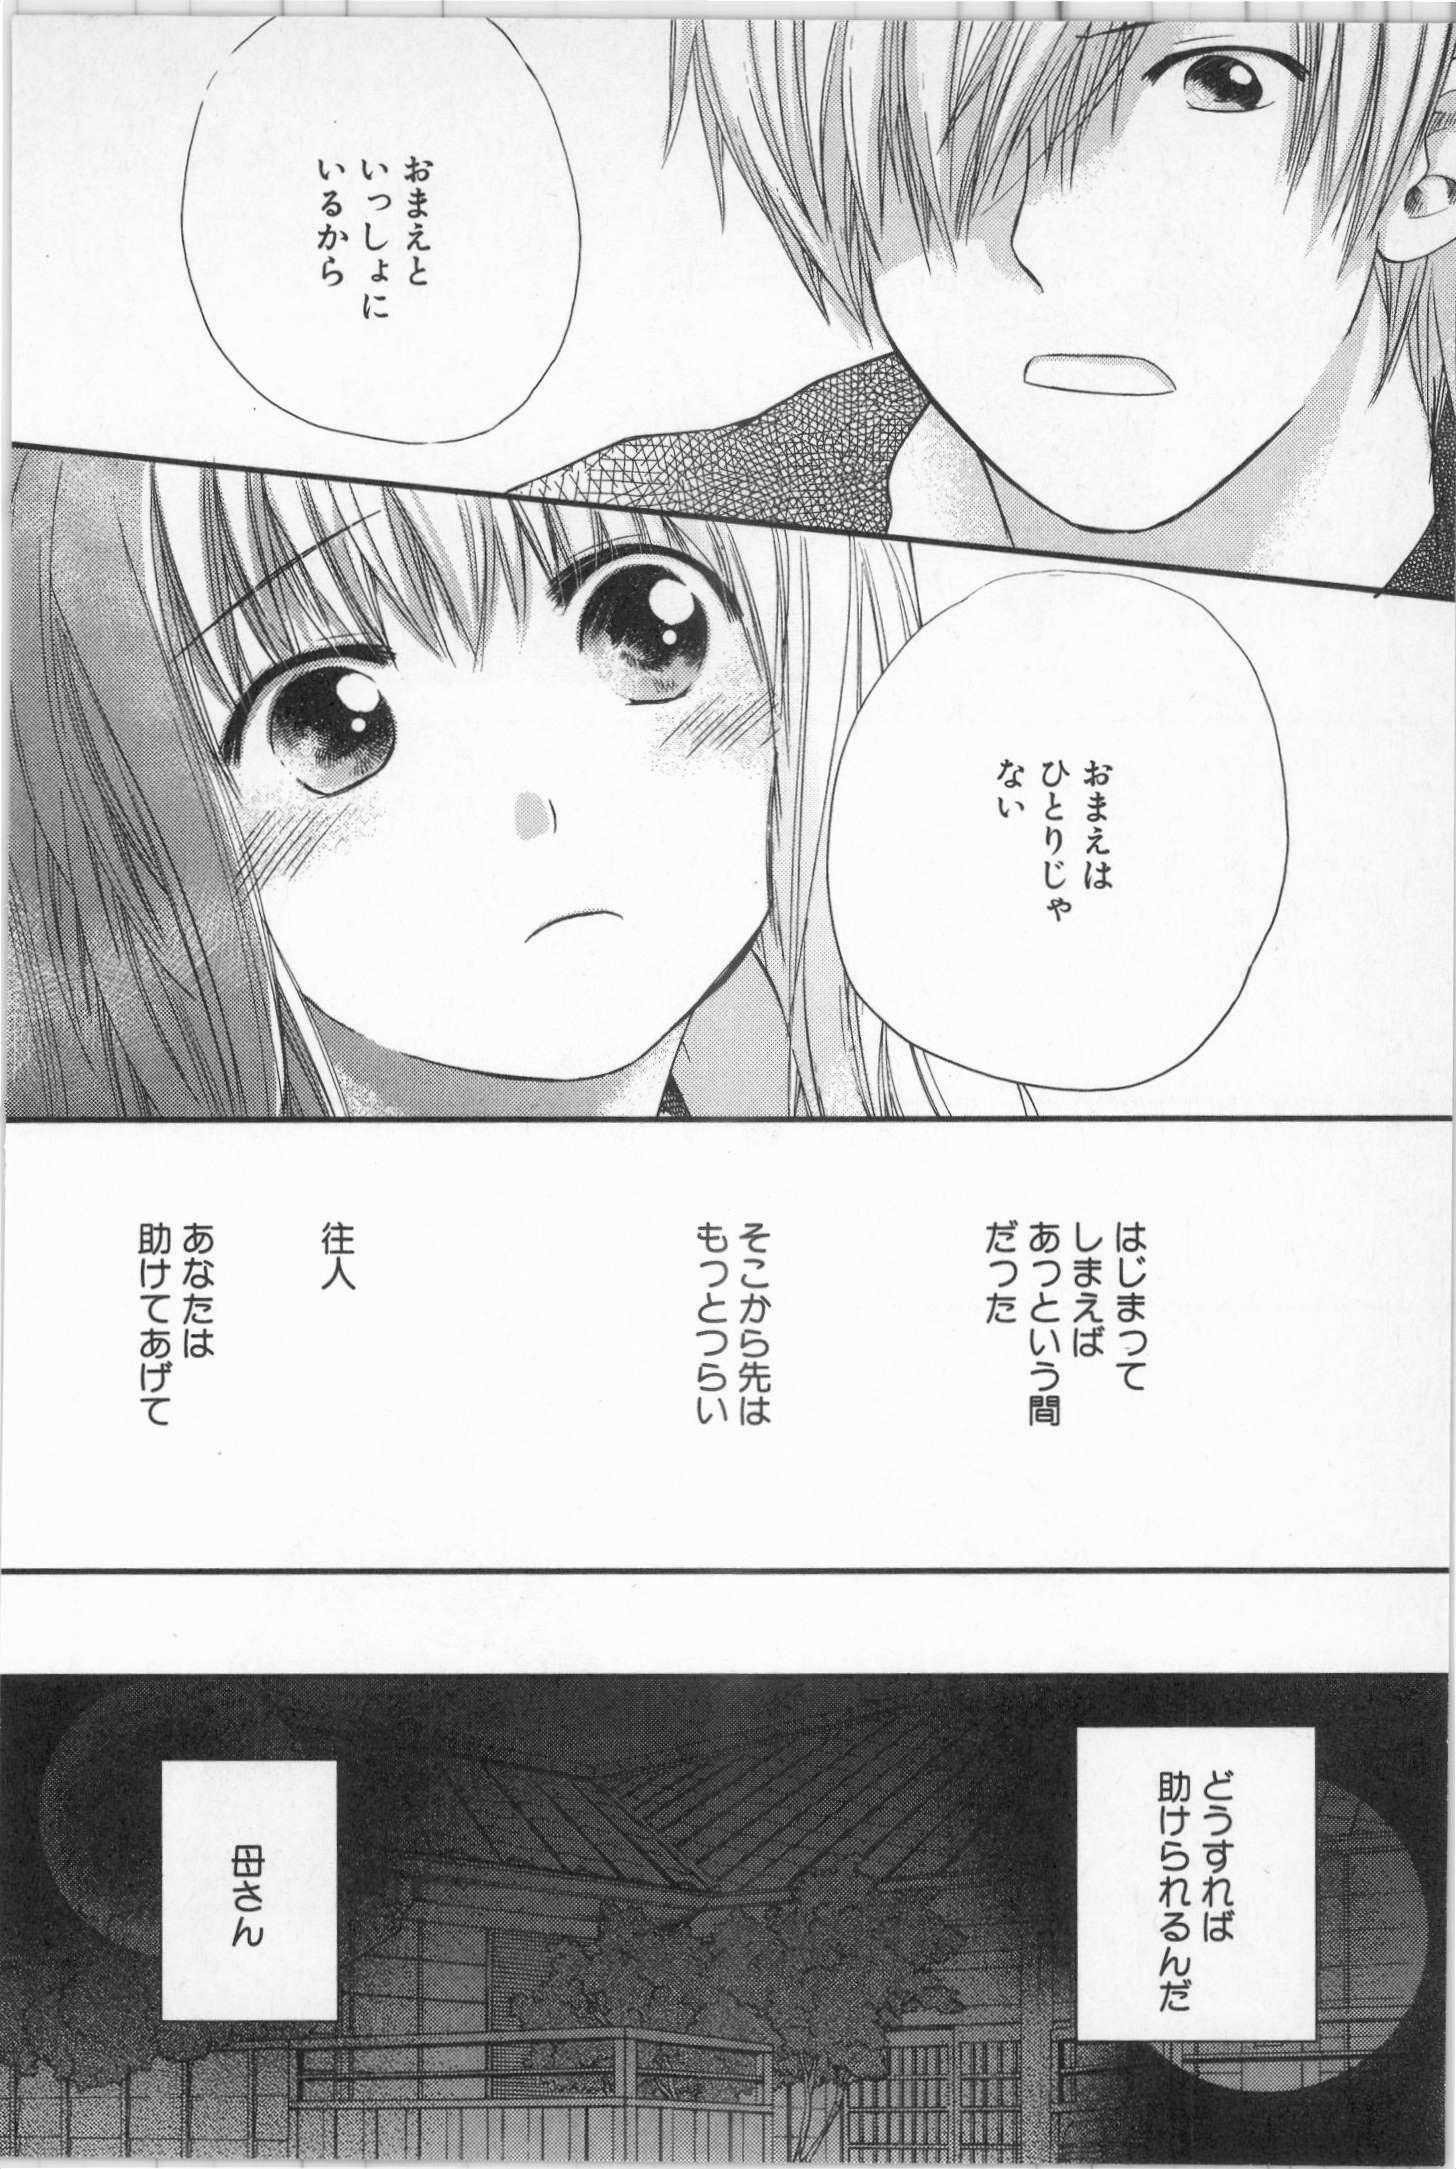 おまえと
いっしょに
いるから
おまえは
ひとりじゃ
ない
はじまって
しまえば
あっという間
だった
そこから先は
もっとつらい
往人
あなたは
助けてあげて
どうすれば
助けられるんだ
母さん